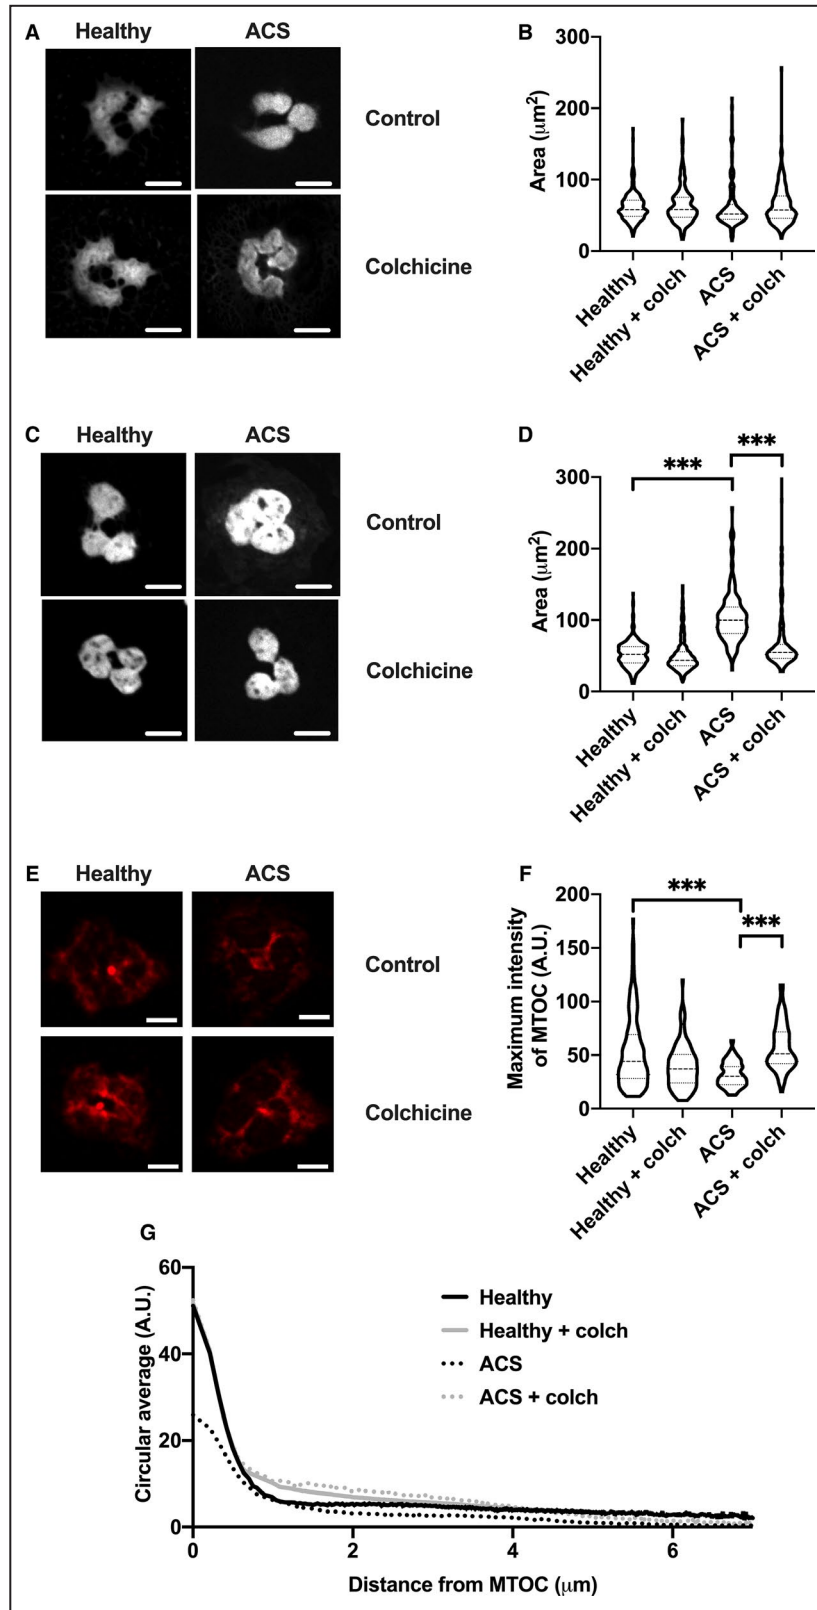 A
Healthy
ACS
Control
Colchicine
B
Area (μm²)
300
200
100
0
Healthy
Healthy + colch
ACS
ACS + colch
C
Healthy
ACS
Control
Colchicine
D
***
***
Area (μm²)
300
200
100
0
Healthy
Healthy + colch
ACS
ACS + colch
E
Healthy
ACS
Control
Colchicine
F
***
***
Maximum intensity
of MTOC (A.U.)
200
150
100
50
0
Healthy
Healthy + colch
ACS
ACS + colch
G
Circular average (A.U.)
60
40
20
0
Healthy
Healthy + colch
ACS
ACS + colch
0 2 4 6
Distance from MTOC (μm)